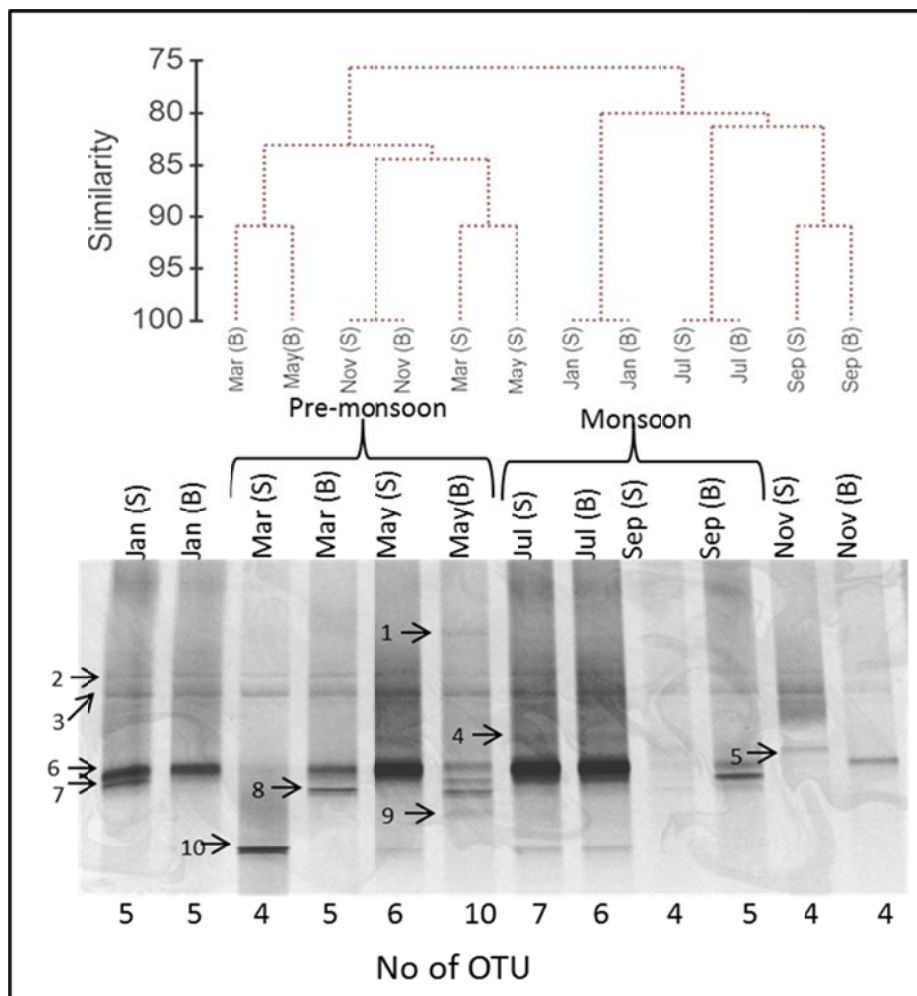 75
80
85
90
95
100
Similarity
Mar (B) May(B) Nov (S) Nov (B) Mar (S) May (S) Jan (S) Jan (B) Jul (S) Jul (B) Sep (S) Sep (B)
Pre-monsoon Monsoon
Jan (S) Jan (B) Mar (S) Mar (B) May (S) May(B) Jul (S) Jul (B) Sep (S) Sep (B) Nov (S) Nov (B)
1
2
3
4
5
6
7
8
9
10
5 5 4 5 6 10 7 6 4 5 4 4
No of OTU